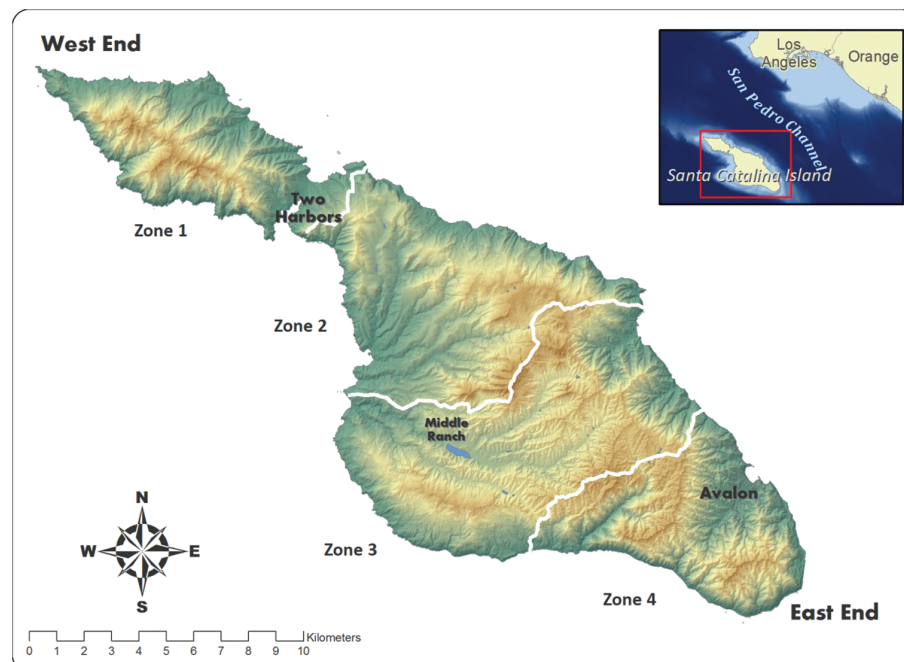 West End
Los
Angeles
Orange
San Pedro Channel
Santa Catalina Island
Two
Harbors
Zone 1
Zone 2
Middle
Ranch
Avalon
Zone 3
Zone 4
East End
N
W
E
S
Kilometers
0 1 2 3 4 5 6 7 8 9 10